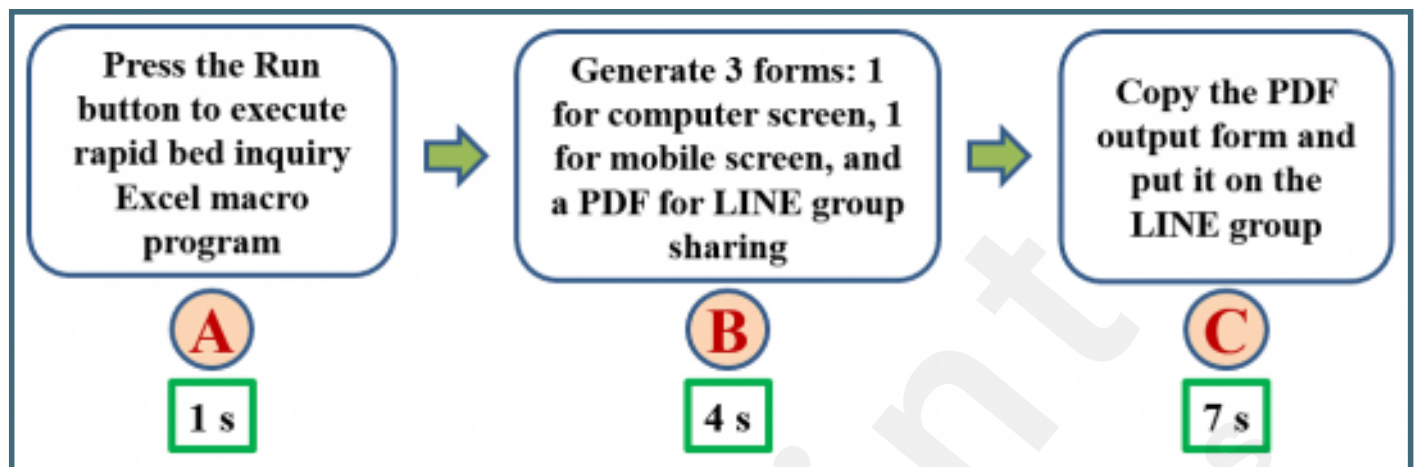 Press the Run
button to execute
rapid bed inquiry
Excel macro
program
Generate 3 forms: 1
for computer screen, 1
for mobile screen, and
a PDF for LINE group
sharing
Copy the PDF
output form and
put it on the
LINE group
A
B
C
1 s
4 s
7 s